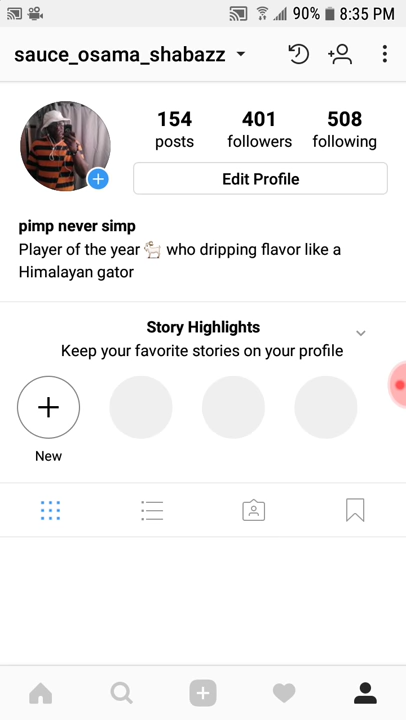 90% 8:35 PM
sauce_osama_shabazz
154 401 508
posts followers following
Edit Profile
pimp never simp
Player of the year🐐 who dripping flavor like a
Himalayan gator
Story Highlights
Keep your favorite stories on your profile
New